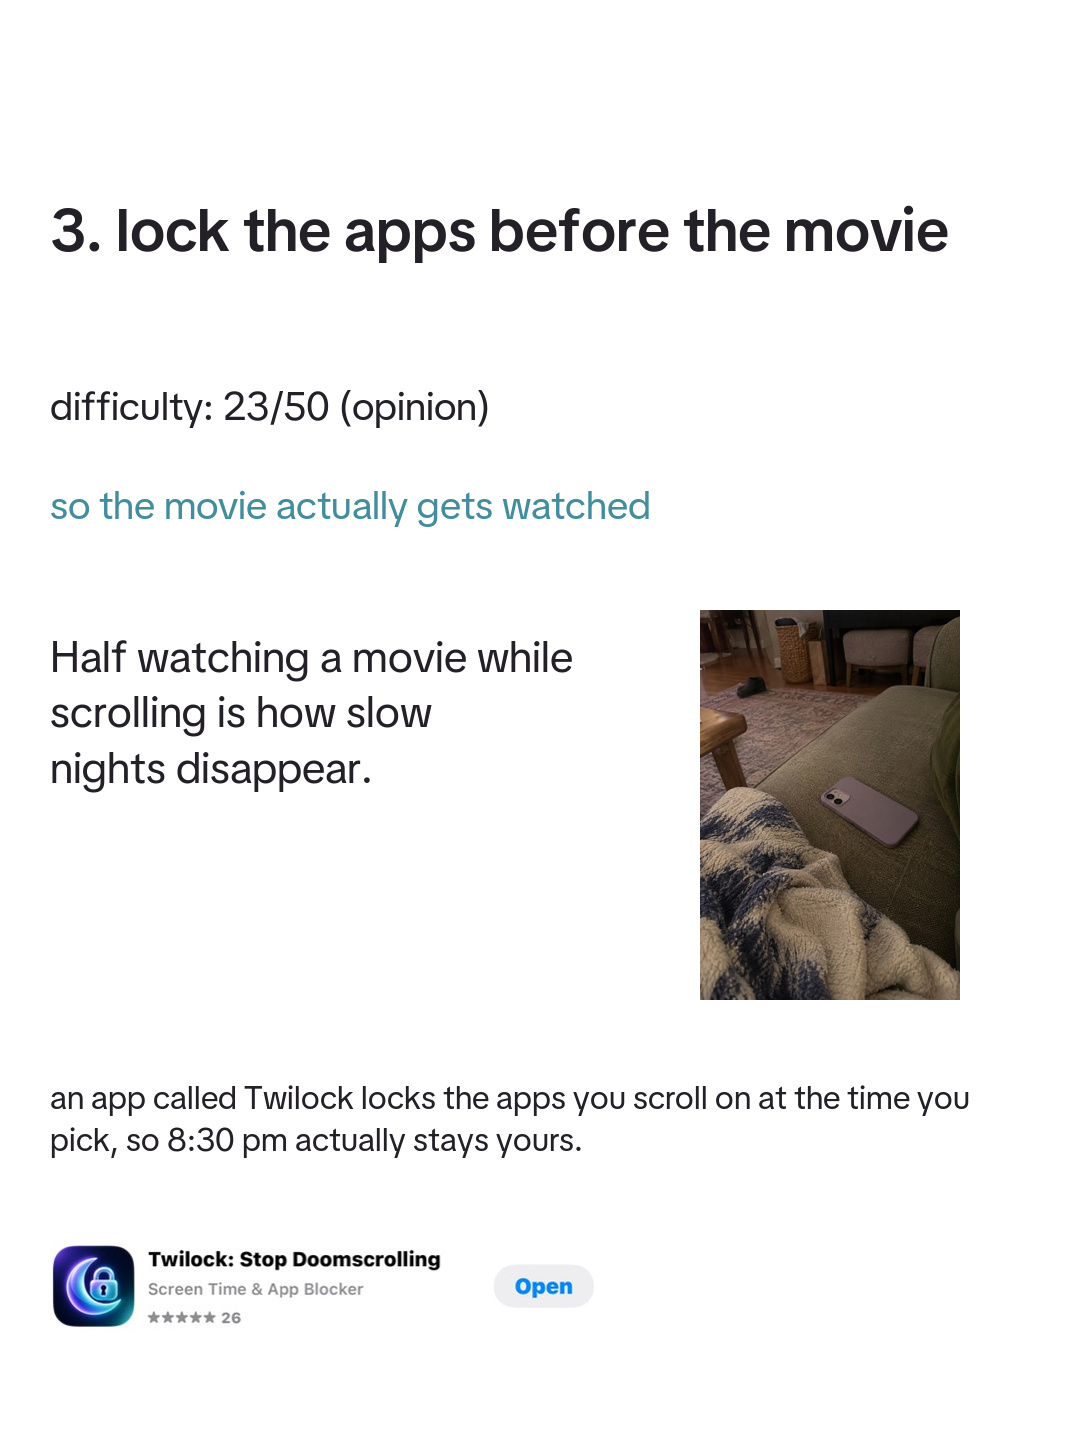 3. lock the apps before the movie
difficulty: 23/50 (opinion)
so the movie actually gets watched
Half watching a movie while
scrolling is how slow
nights disappear.
an app called Twilock locks the apps you scroll on at the time you
pick, so 8:30 pm actually stays yours.
Twilock: Stop Doomscrolling
Screen Time & App Blocker
★★★★★ 26
Open